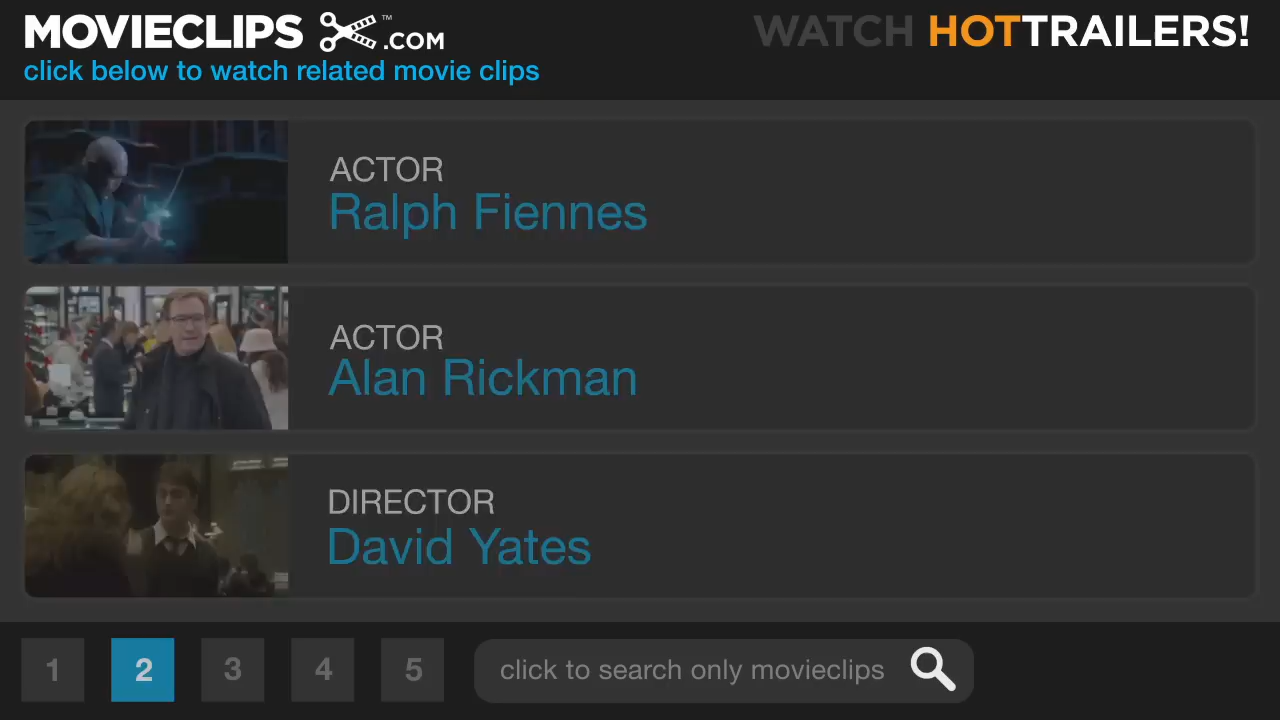 MOVIECLIPS™.COM
WATCH HOTTRAILERS!
click below to watch related movie clips
ACTOR
Ralph Fiennes
ACTOR
Alan Rickman
DIRECTOR
David Yates
1 2 3 4 5 click to search only movieclips